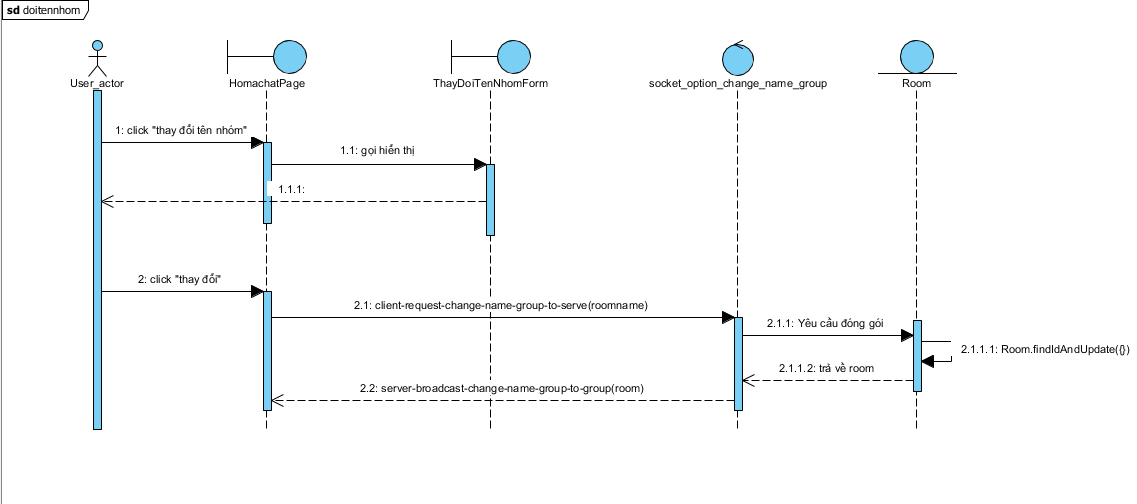 sd doitennhom
User_actor
HomachatPage
ThayDoiTenNhomForm
socket_option_change_name_group
Room
1: click "thay đổi tên nhóm"
1.1: gọi hiển thị
1.1.1:
2: click "thay đổi"
2.1: client-request-change-name-group-to-serve(roomname)
2.1.1: Yêu cầu đóng gói
2.1.1.1: Room.findIdAndUpdate({})
2.1.1.2: trả về room
2.2: server-broadcast-change-name-group-to-group(room)